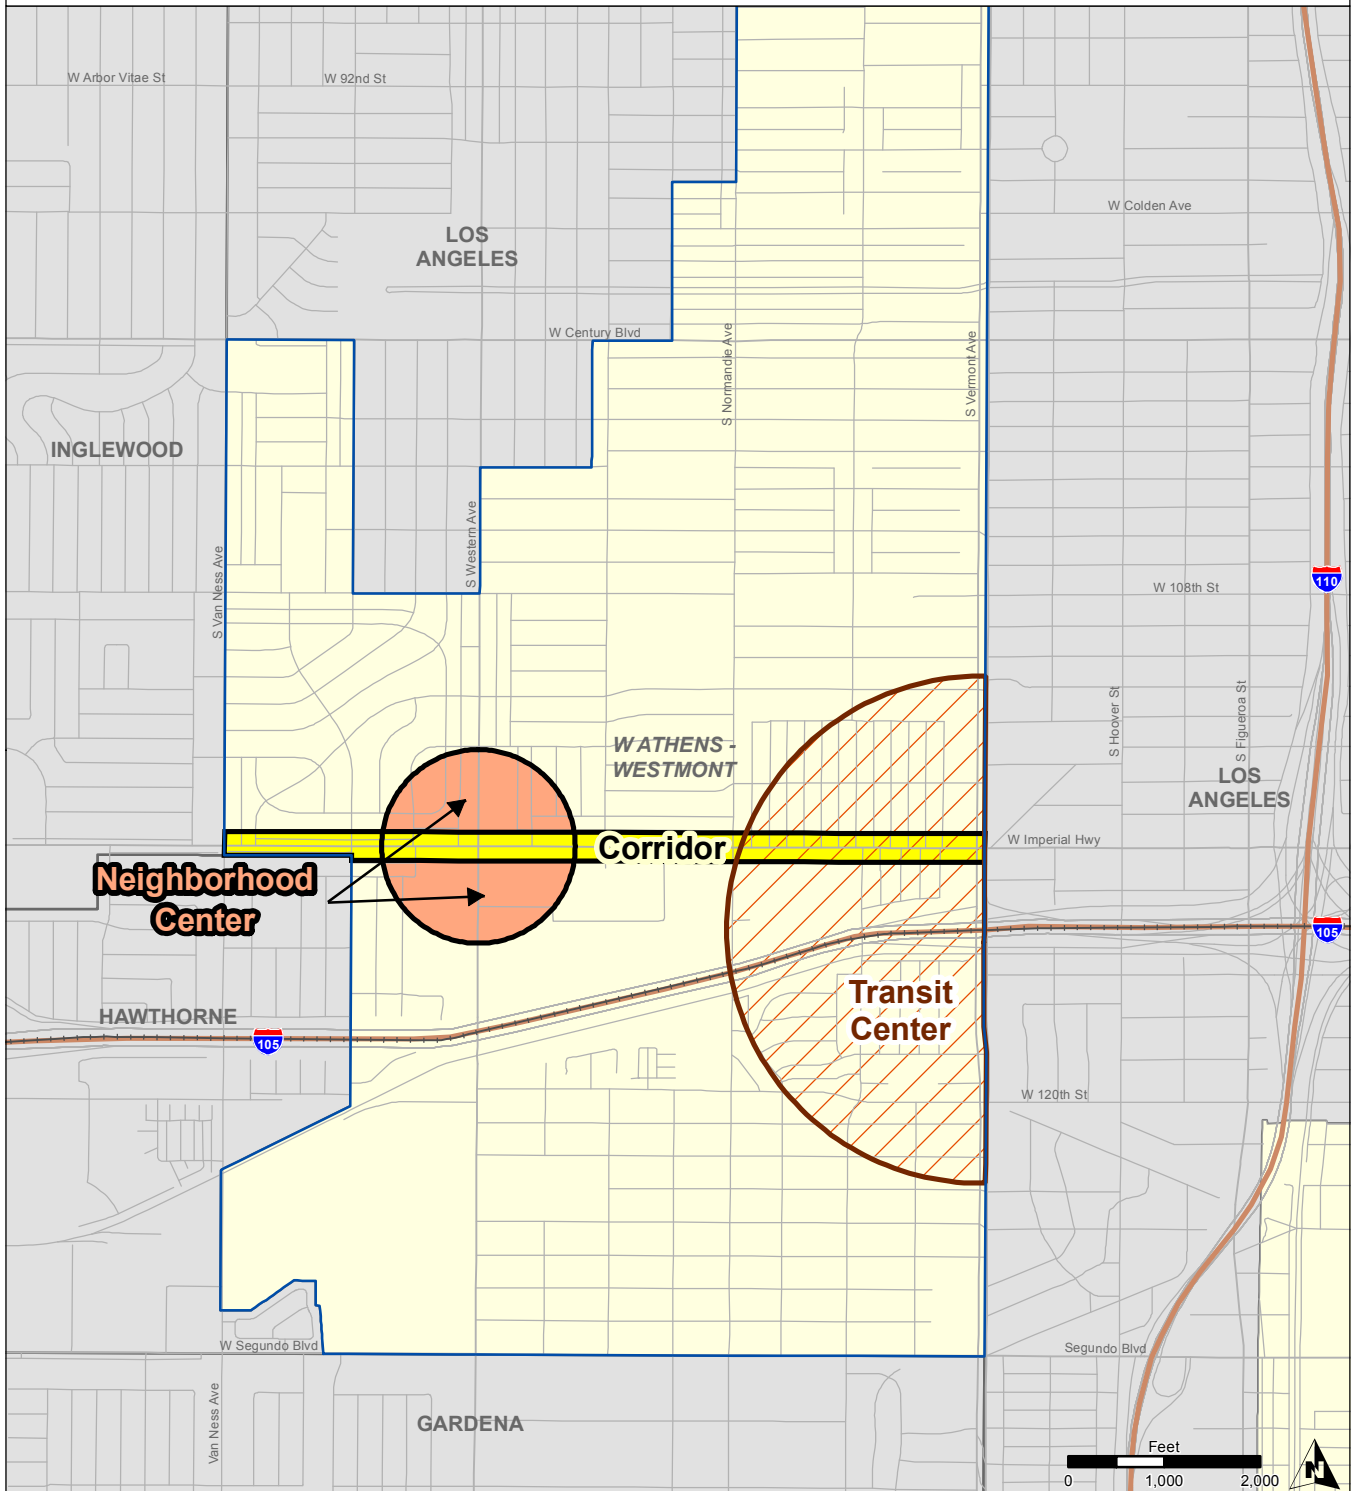 W Arbor Vitae St
W 92nd St
W Colden Ave
LOS
ANGELES
W Century Blvd
S Normandie Ave
S Vermont Ave
INGLEWOOD
S Western Ave
S Van Ness Ave
W 108th St
110
S Hoover St
S Figueroa St
W ATHENS -
WESTMONT
LOS
ANGELES
W Imperial Hwy
Corridor
Neighborhood
Center
105
Transit
Center
HAWTHORNE
105
W 120th St
W Segundo Blvd
Segundo Blvd
Van Ness Ave
GARDENA
Feet
0 1,000 2,000
N